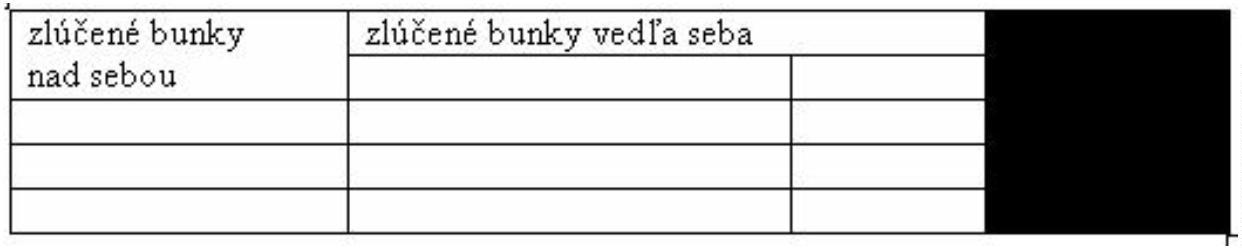 zlúčené bunky
nad sebou
zlúčené bunky vedľa seba